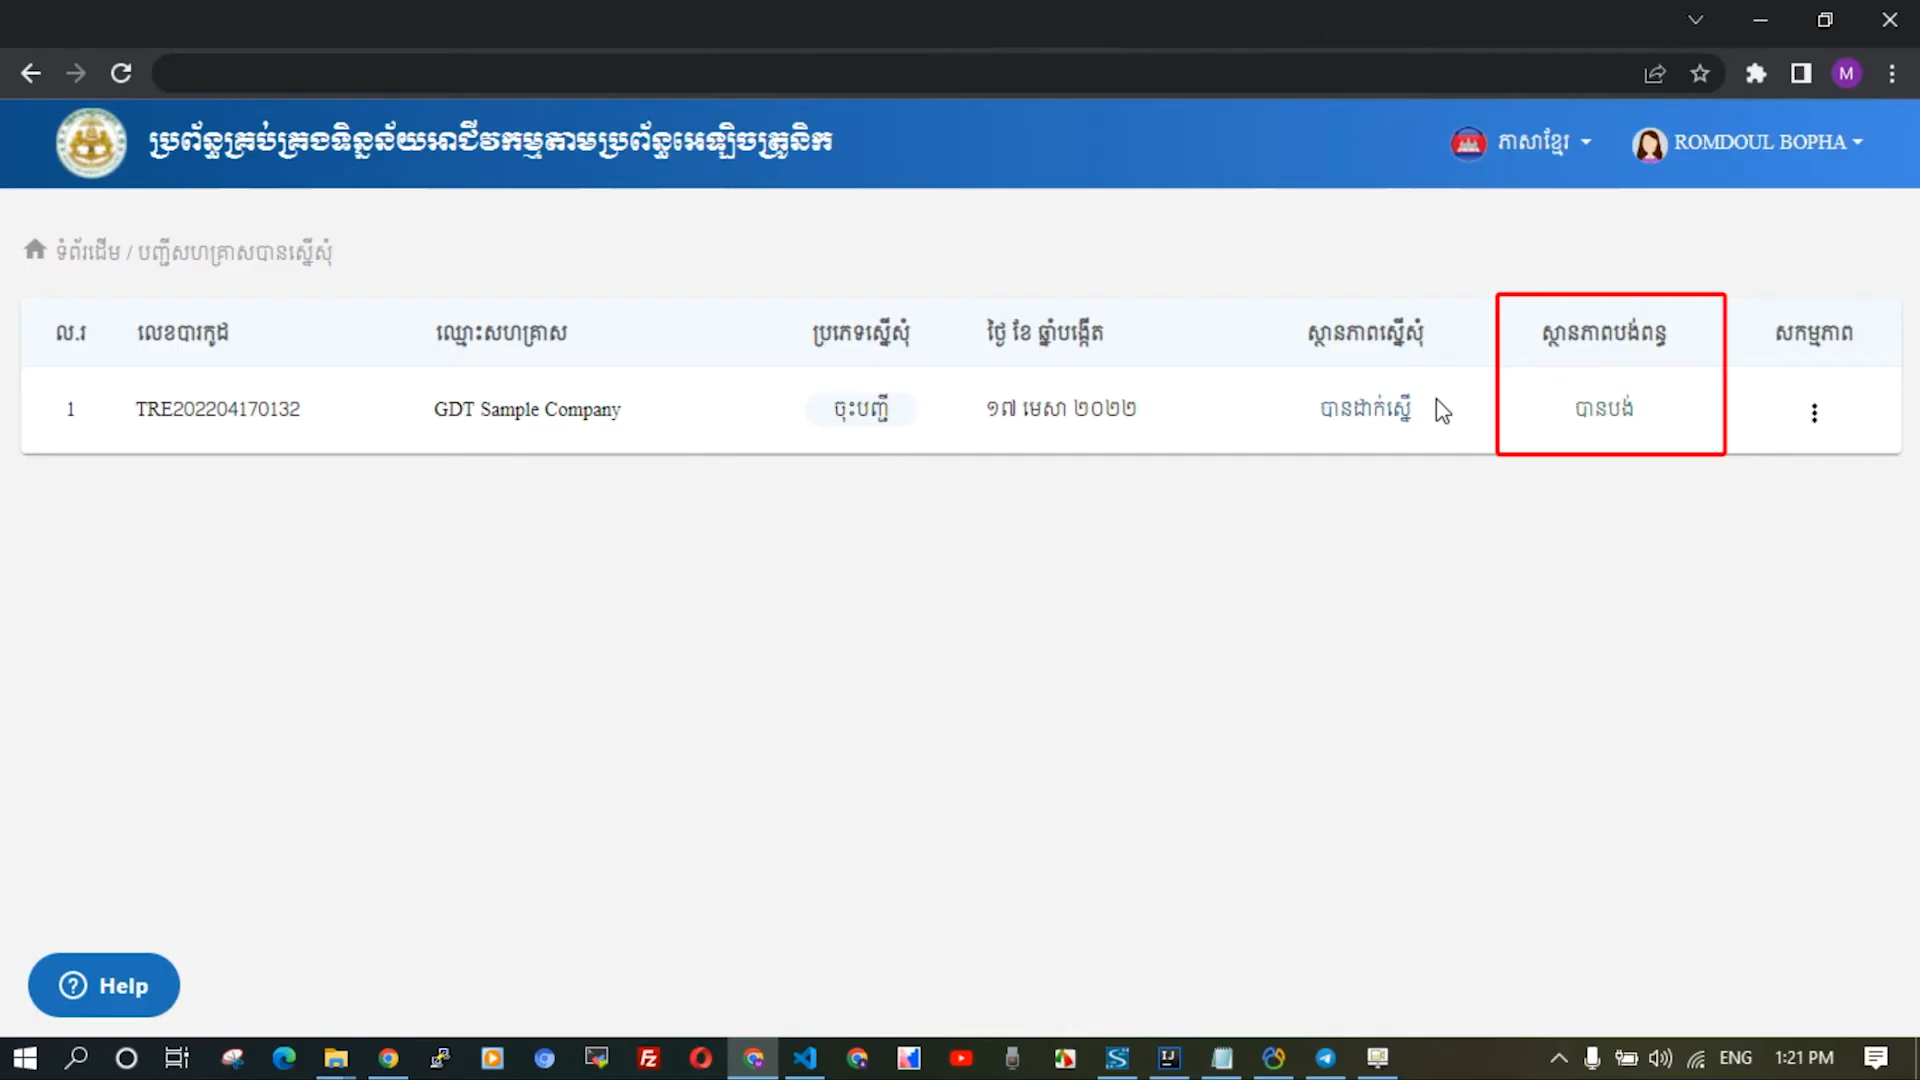 M
ប្រព័ន្ធគ្រប់គ្រងទិន្នន័យអាជីវកម្មតាមប្រព័ន្ធអេឡិចត្រូនិក
ភាសាខ្មែរ
ROMDOUL BOPHA
ទំព័រដើម / បញ្ជីសហគ្រាសបានស្នើសុំ
ល.រ លេខបារកូដ ឈ្មោះសហគ្រាស ប្រភេទស្នើសុំ ថ្ងៃ ខែ ឆ្នាំបង្កើត ស្ថានភាពស្នើសុំ ស្ថានភាពបង់ពន្ធ សកម្មភាព
1 TRE202204170132 GDT Sample Company ចុះបញ្ជី ១៧ មេសា ២០២២ បានដាក់ស្នើ បានបង់
Help
ENG 1:21 PM